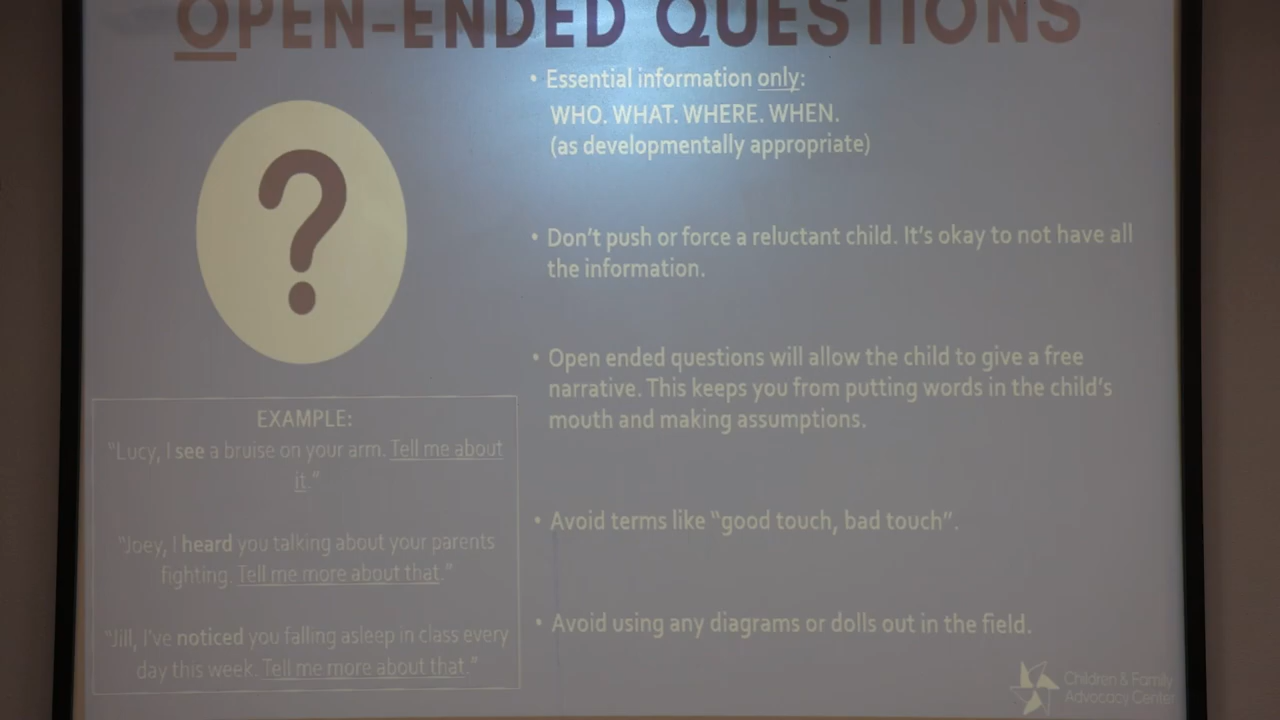 OPEN-ENDED QUESTIONS
• Essential information only:
WHO. WHAT. WHERE. WHEN.
(as developmentally appropriate)
• Don't push or force a reluctant child. It's okay to not have all
the information.
• Open ended questions will allow the child to give a free
narrative. This keeps you from putting words in the child's
mouth and making assumptions.
• Avoid terms like "good touch, bad touch".
• Avoid using any diagrams or dolls out in the field.
?
EXAMPLE:
"Lucy, I see a bruise on your arm. Tell me about
it."
"Joey, I heard you talking about your parents
fighting. Tell me more about that."
"Jill, I've noticed you falling asleep in class every
day this week. Tell me more about that."
Children & Family
Advocacy Center